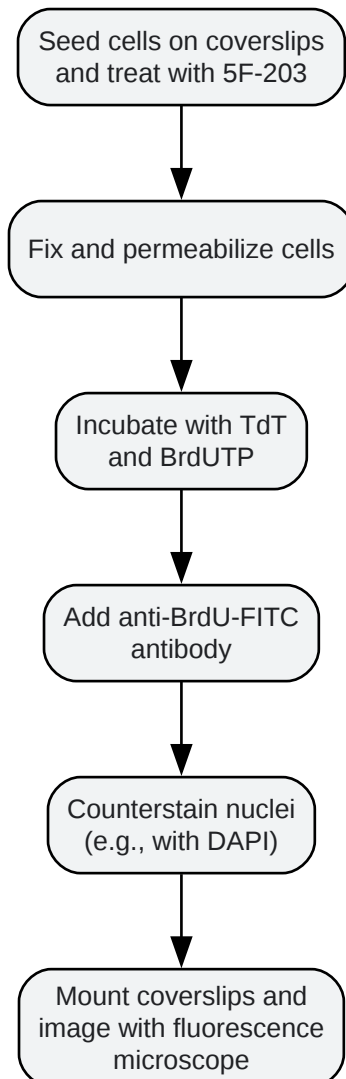 Seed cells on coverslips
and treat with 5F-203
Fix and permeabilize cells
Incubate with TdT
and BrdUTP
Add anti-BrdU-FITC
antibody
Counterstain nuclei
(e.g., with DAPI)
Mount coverslips and
image with fluorescence
microscope